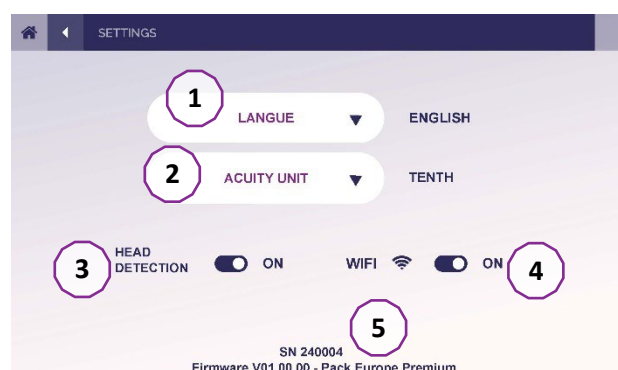 SETTINGS
1
LANGUE ENGLISH
2
ACUITY UNIT TENTH
3 HEAD DETECTION ON WIFI ON 4
5
SN 240004
Firmware V01.00.00 - Pack Europe Premium